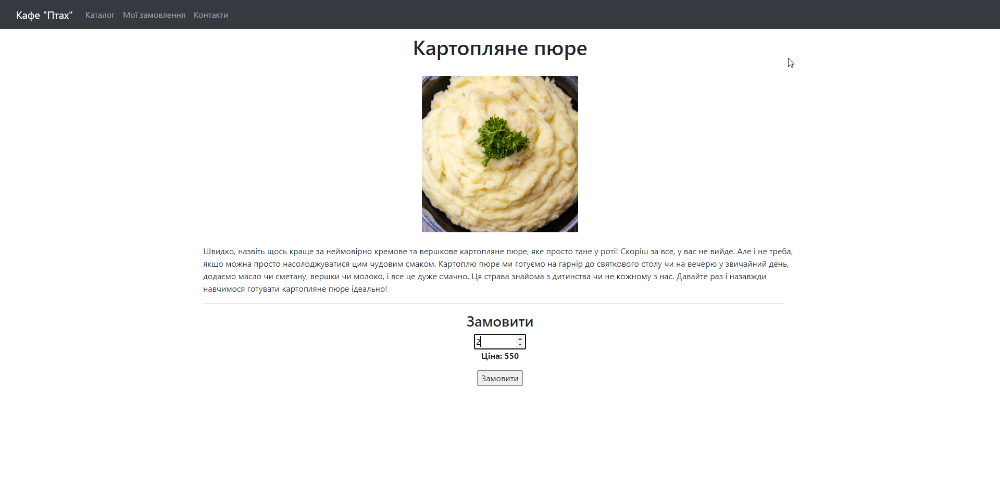 Кафе "Птах" Каталог Мої замовлення Контакти
Картопляне пюре
Швидко, назвіть щось краще за неймовірно кремове та вершкове картопляне пюре, яке просто тане у роті! Скоріш за все, у вас не вийде. Але і не треба,
якщо можна просто насолоджуватися цим чудовим смаком. Картоплю пюре ми готуємо на гарнір до святкового столу чи на вечерю у звичайний день,
додаємо масло чи сметану, вершки чи молоко, і все це дуже смачно. Ця страва знайома з дитинства чи не кожному з нас. Давайте раз і назавжди
навчимося готувати картопляне пюре ідеально!
Замовити
2
Ціна: 550
Замовити